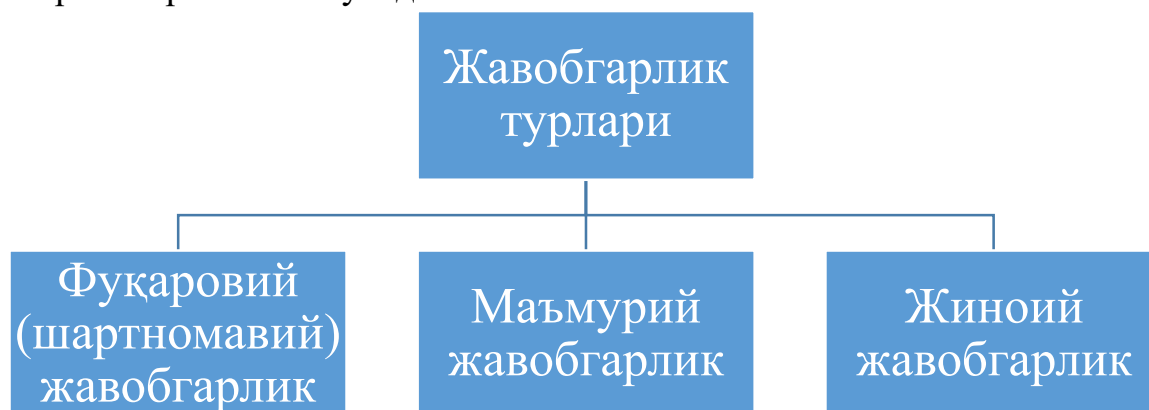 Жавобгарлик
турлари
Фуқаровий
(шартномавий)
жавобгарлик
Маъмурий
жавобгарлик
Жиноий
жавобгарлик